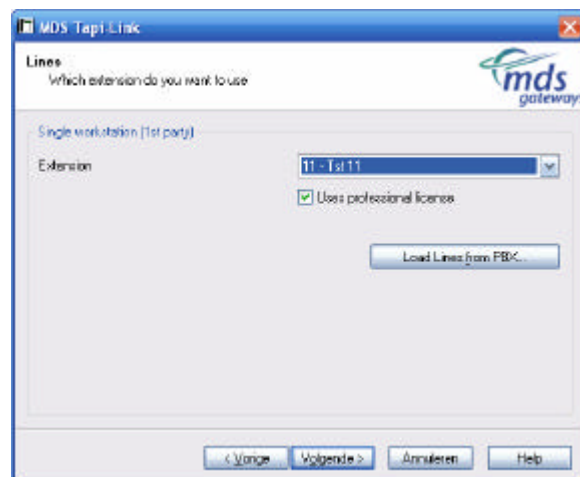 MDS Tapi-Link
Lines
Which extension do you want to use
mds
gateway
Single workstation (1st party)
Extension
11 - Tst 11
Uses professional license
Load Lines from PBX...
< Vorige
Volgende >
Annuleren
Help